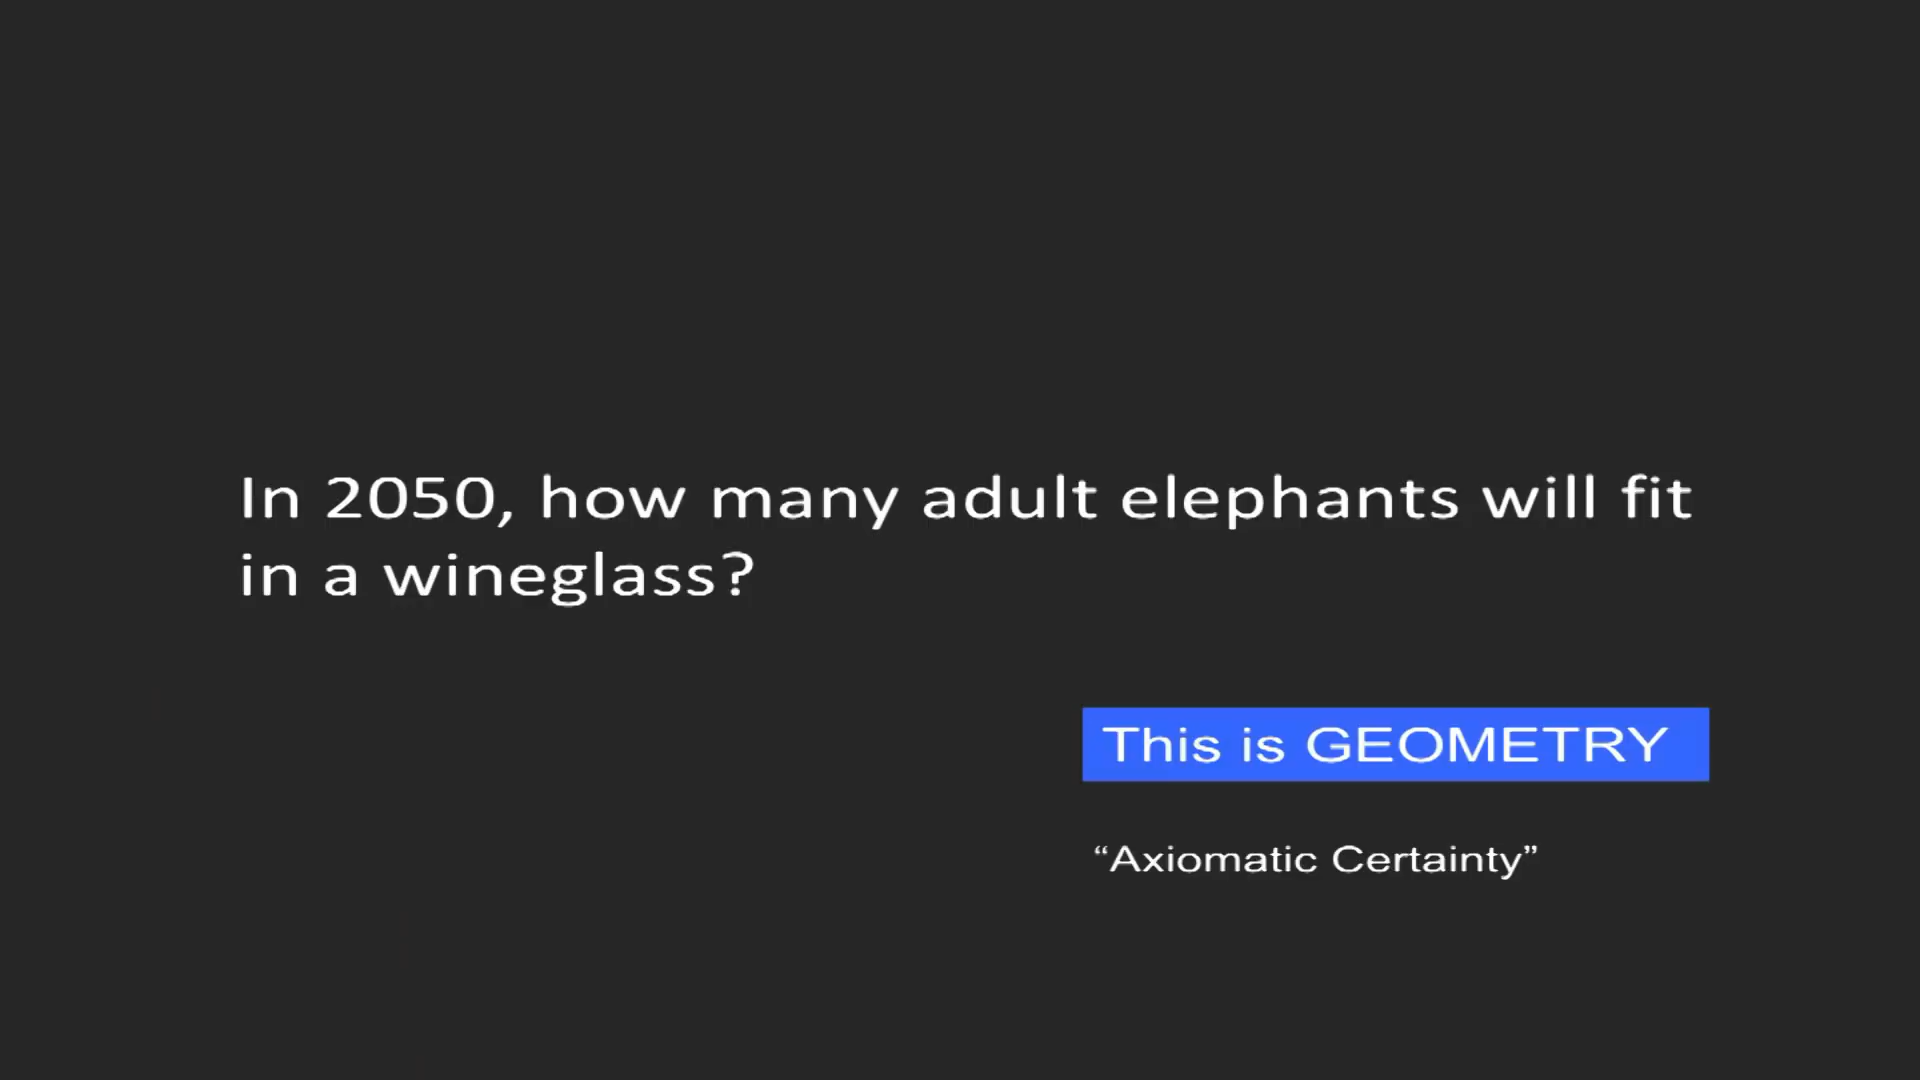 In 2050, how many adult elephants will fit
in a wineglass?
This is GEOMETRY
“Axiomatic Certainty”